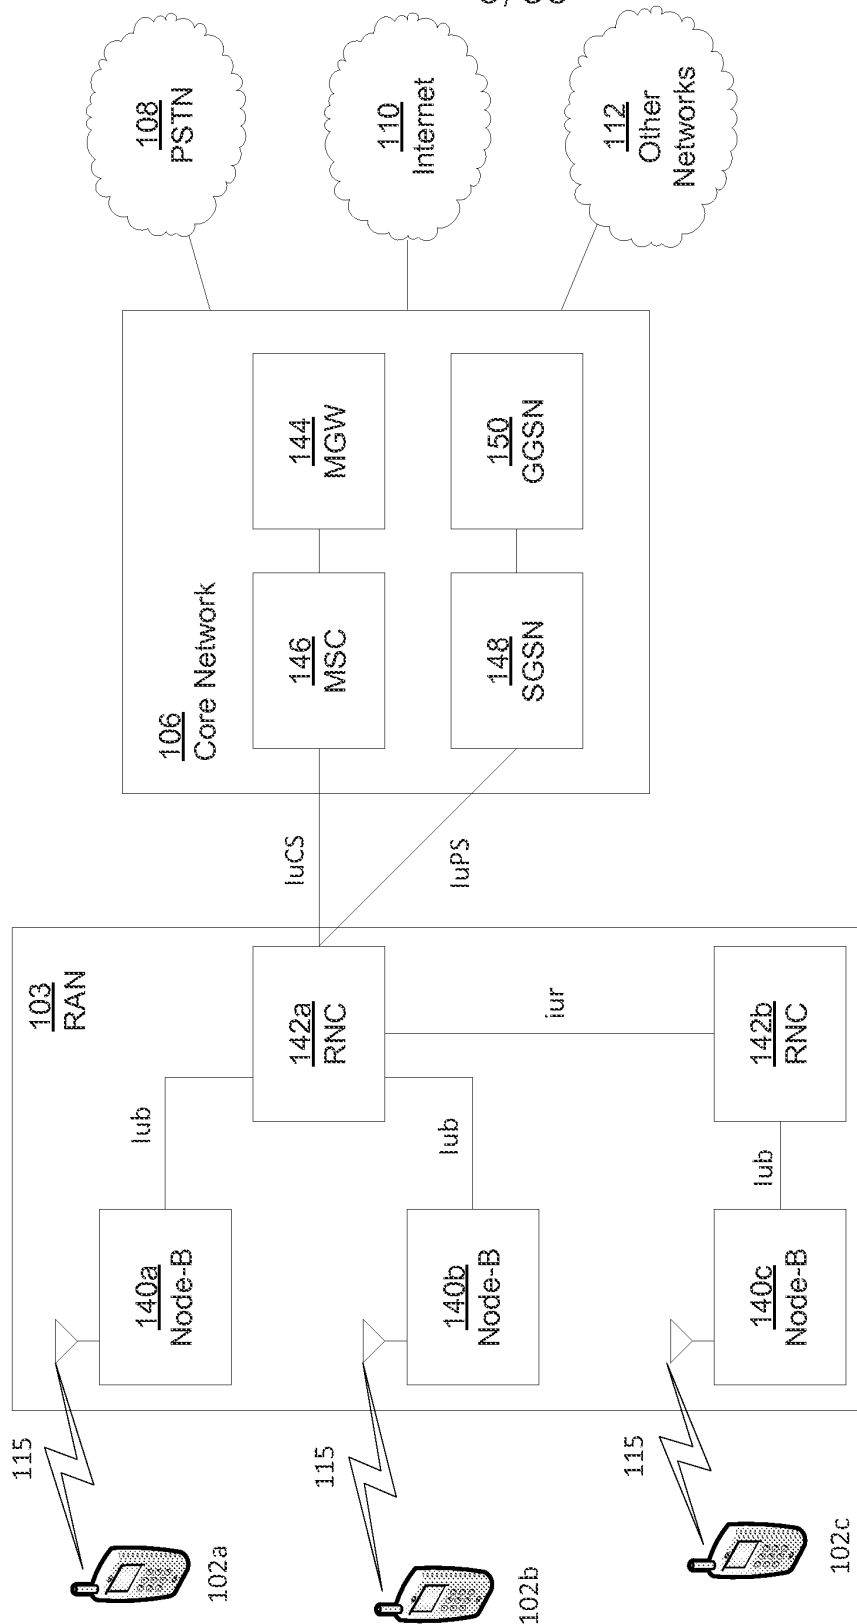 102a
115
140a
Node-B
Iub
103
RAN
102b
115
140b
Node-B
Iub
142a
RNC
iur
102c
115
140c
Node-B
Iub
142b
RNC
IuCS
IuPS
106
Core Network
146
MSC
144
MGW
148
SGSN
150
GGSN
108
PSTN
110
Internet
112
Other
Networks